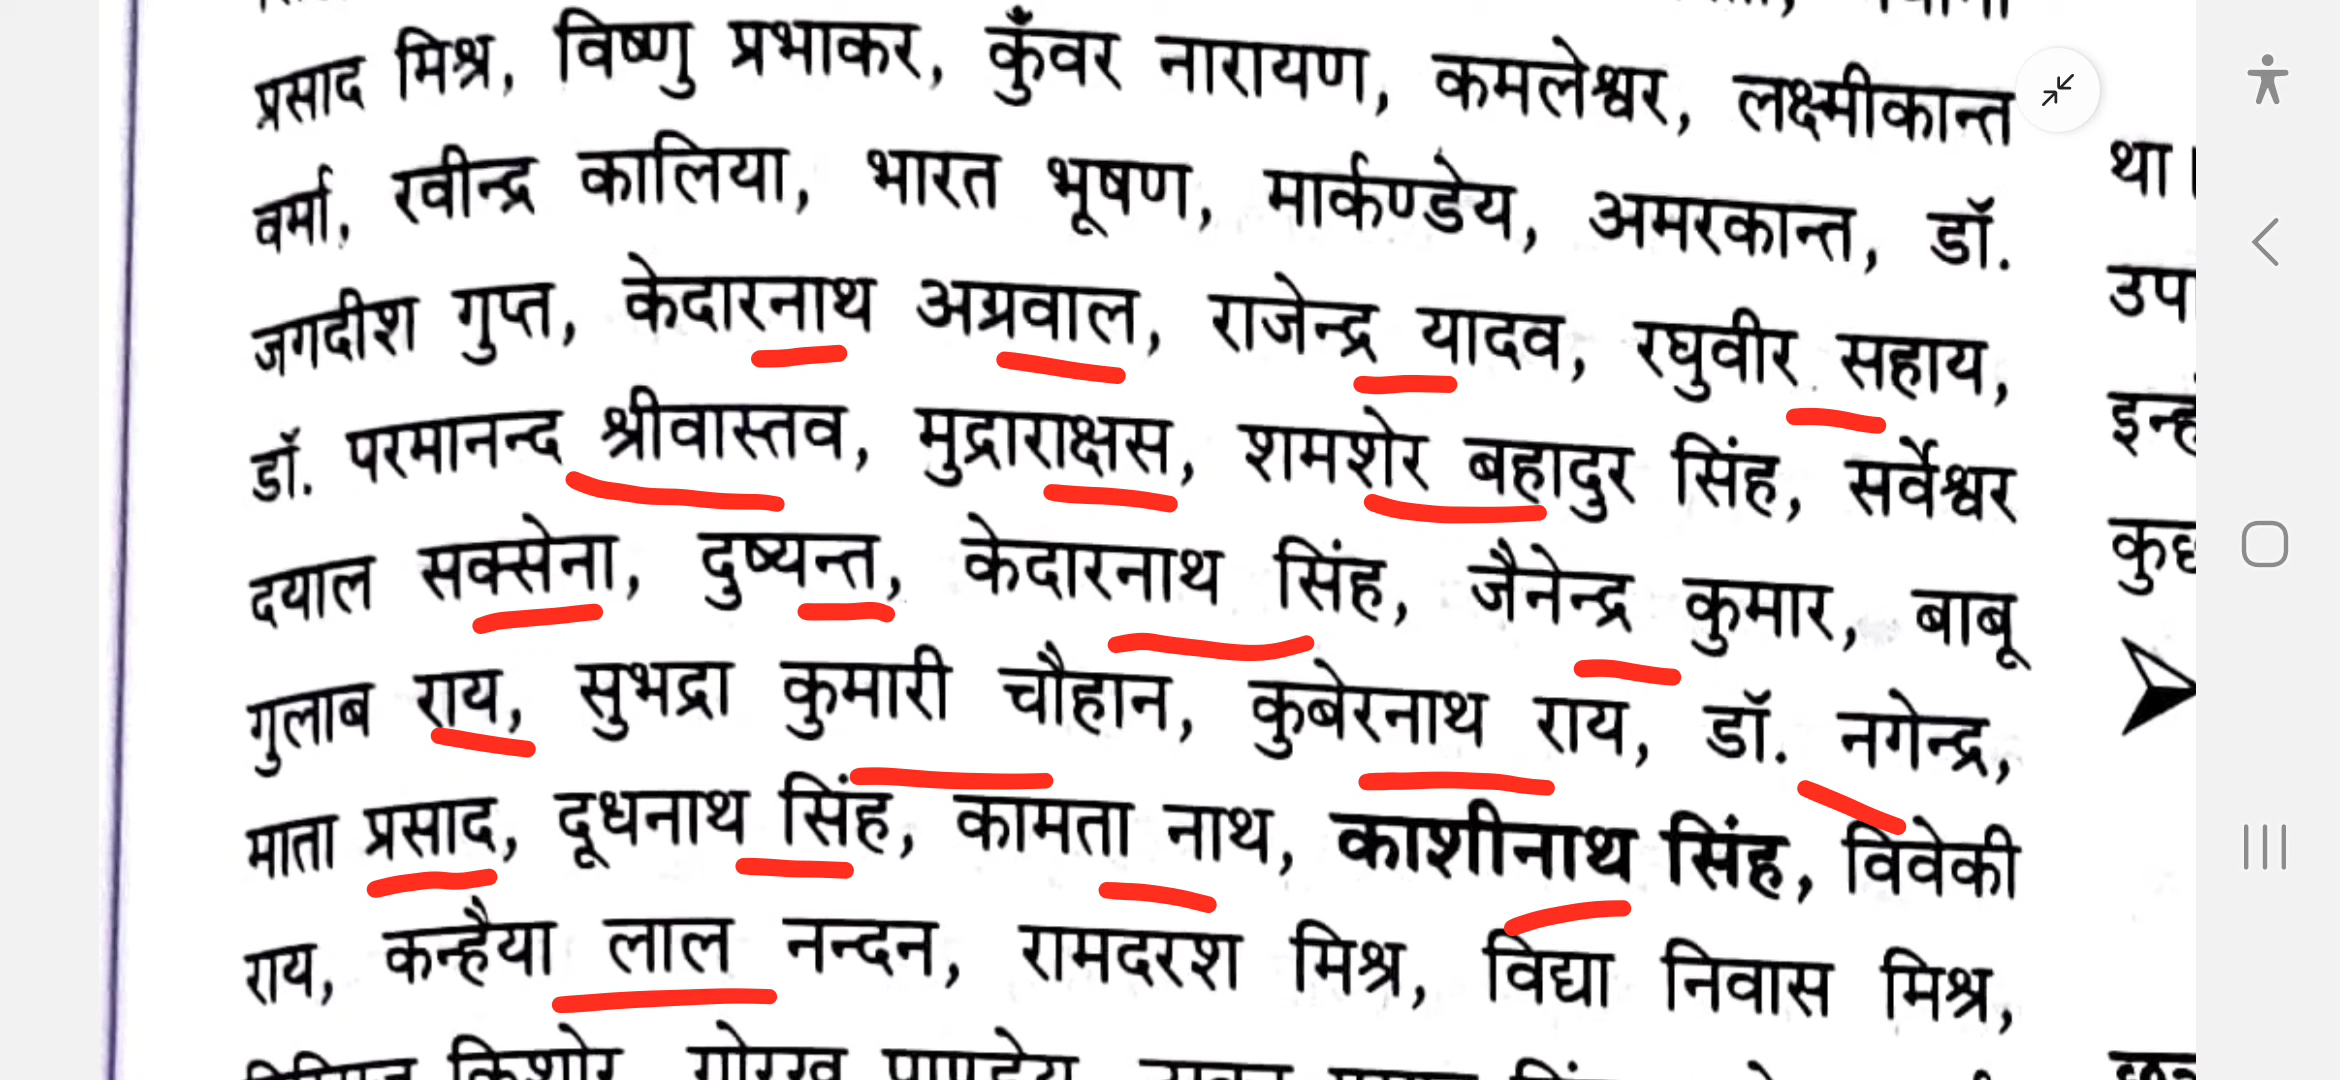 प्रसाद मिश्र, विष्णु प्रभाकर, कुँवर नारायण, कमलेश्वर, लक्ष्मीकान्त
वर्मा, रवीन्द्र कालिया, भारत भूषण, मार्कण्डेय, अमरकान्त, डॉ.
जगदीश गुप्त, केदारनाथ अग्रवाल, राजेन्द्र यादव, रघुवीर सहाय,
डॉ. परमानन्द श्रीवास्तव, मुद्राराक्षस, शमशेर बहादुर सिंह, सर्वेश्वर
दयाल सक्सेना, दुष्यन्त, केदारनाथ सिंह, जैनेन्द्र कुमार, बाबू
गुलाब राय, सुभद्रा कुमारी चौहान, कुबेरनाथ राय, डॉ. नगेन्द्र,
माता प्रसाद, दूधनाथ सिंह, कामता नाथ, काशीनाथ सिंह, विवेकी
राय, कन्हैया लाल नन्दन, रामदरश मिश्र, विद्या निवास मिश्र,
किशोर, गोरख पाण्डेय,
था।